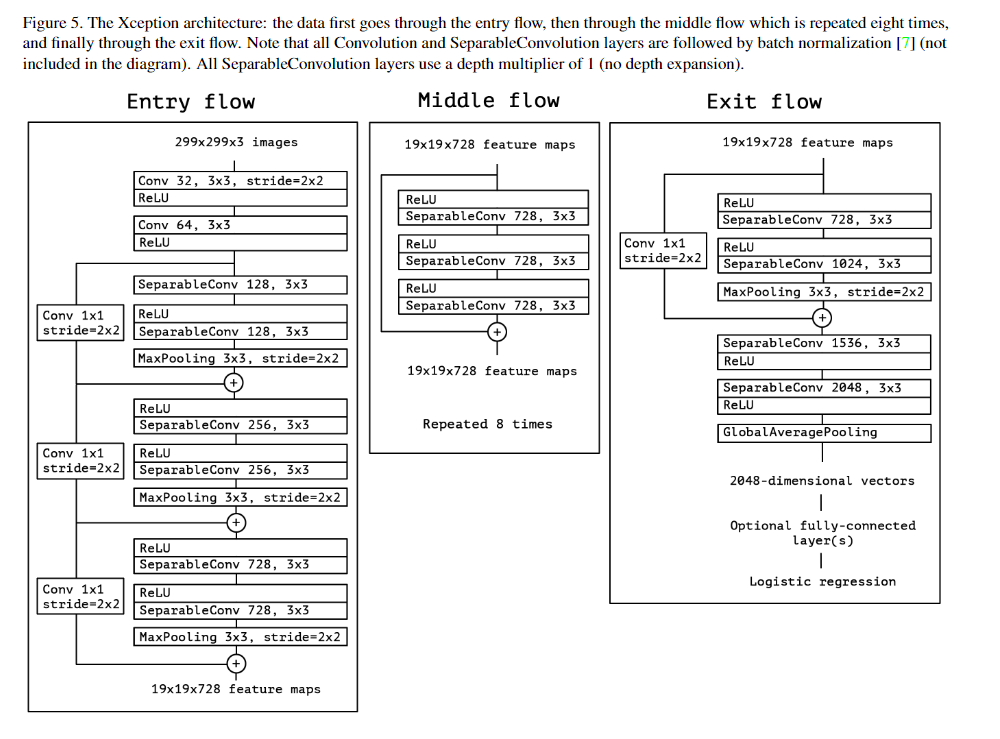 Figure 5. The Xception architecture: the data first goes through the entry flow, then through the middle flow which is repeated eight times,
and finally through the exit flow. Note that all Convolution and SeparableConvolution layers are followed by batch normalization [7] (not
included in the diagram). All SeparableConvolution layers use a depth multiplier of 1 (no depth expansion).
Entry flow
299x299x3 images
Conv 32, 3x3, stride=2x2
ReLU
Conv 64, 3x3
ReLU
SeparableConv 128, 3x3
Conv 1x1
stride=2x2
ReLU
SeparableConv 128, 3x3
MaxPooling 3x3, stride=2x2
+
ReLU
SeparableConv 256, 3x3
Conv 1x1
stride=2x2
ReLU
SeparableConv 256, 3x3
MaxPooling 3x3, stride=2x2
+
ReLU
SeparableConv 728, 3x3
Conv 1x1
stride=2x2
ReLU
SeparableConv 728, 3x3
MaxPooling 3x3, stride=2x2
+
19x19x728 feature maps
Middle flow
19x19x728 feature maps
ReLU
SeparableConv 728, 3x3
ReLU
SeparableConv 728, 3x3
ReLU
SeparableConv 728, 3x3
+
19x19x728 feature maps
Repeated 8 times
Exit flow
19x19x728 feature maps
ReLU
SeparableConv 728, 3x3
Conv 1x1
stride=2x2
ReLU
SeparableConv 1024, 3x3
MaxPooling 3x3, stride=2x2
+
SeparableConv 1536, 3x3
ReLU
SeparableConv 2048, 3x3
ReLU
GlobalAveragePooling
2048-dimensional vectors
Optional fully-connected
layer(s)
Logistic regression